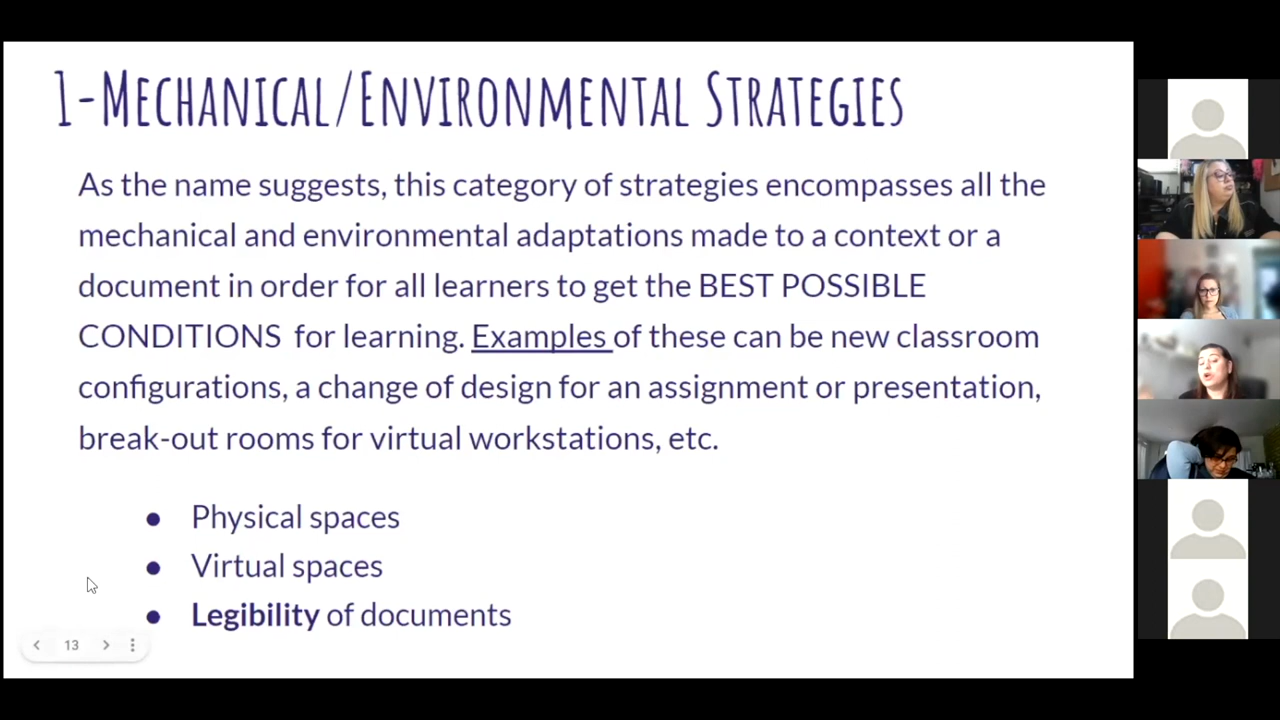 1-Mechanical/Environmental Strategies
As the name suggests, this category of strategies encompasses all the
mechanical and environmental adaptations made to a context or a
document in order for all learners to get the BEST POSSIBLE
CONDITIONS for learning. Examples of these can be new classroom
configurations, a change of design for an assignment or presentation,
break-out rooms for virtual workstations, etc.
● Physical spaces
● Virtual spaces
● Legibility of documents
13